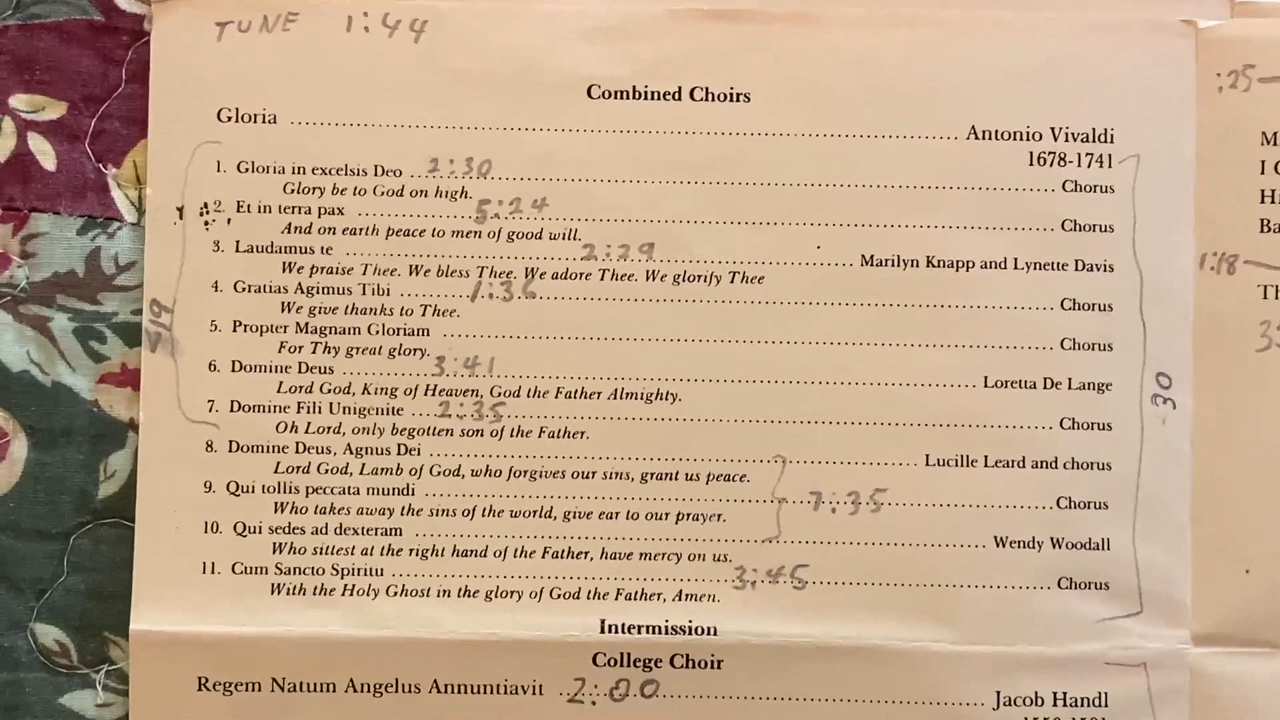 TUNE 1:44
Combined Choirs
Gloria ........ Antonio Vivaldi
1678-1741
1. Gloria in excelsis Deo ... 2:30 ........ Chorus
Glory be to God on high.
2. Et in terra pax ........ 5:24 ........ Chorus
And on earth peace to men of good will.
3. Laudamus te ........ 2:29 ........ Marilyn Knapp and Lynette Davis
We praise Thee. We bless Thee. We adore Thee. We glorify Thee
4. Gratias Agimus Tibi ........ 1:36 ........ Chorus
We give thanks to Thee.
5. Propter Magnam Gloriam ........ Chorus
For Thy great glory.
6. Domine Deus ........ 3:41 ........ Loretta De Lange
Lord God, King of Heaven, God the Father Almighty.
7. Domine Fili Unigenite ... 2:35 ........ Chorus
Oh Lord, only begotten son of the Father.
8. Domine Deus, Agnus Dei ........ Lucille Leard and chorus
Lord God, Lamb of God, who forgives our sins, grant us peace.
9. Qui tollis peccata mundi ........ 7:35 ........ Chorus
Who takes away the sins of the world, give ear to our prayer.
10. Qui sedes ad dexteram ........ Wendy Woodall
Who sittest at the right hand of the Father, have mercy on us.
11. Cum Sancto Spiritu ........ 3:45 ........ Chorus
With the Holy Ghost in the glory of God the Father, Amen.
30
Intermission
College Choir
Regem Natum Angelus Annuntiavit ... 2:00 ........ Jacob Handl
:25
M
I
Hi
Ba
1:18
Th